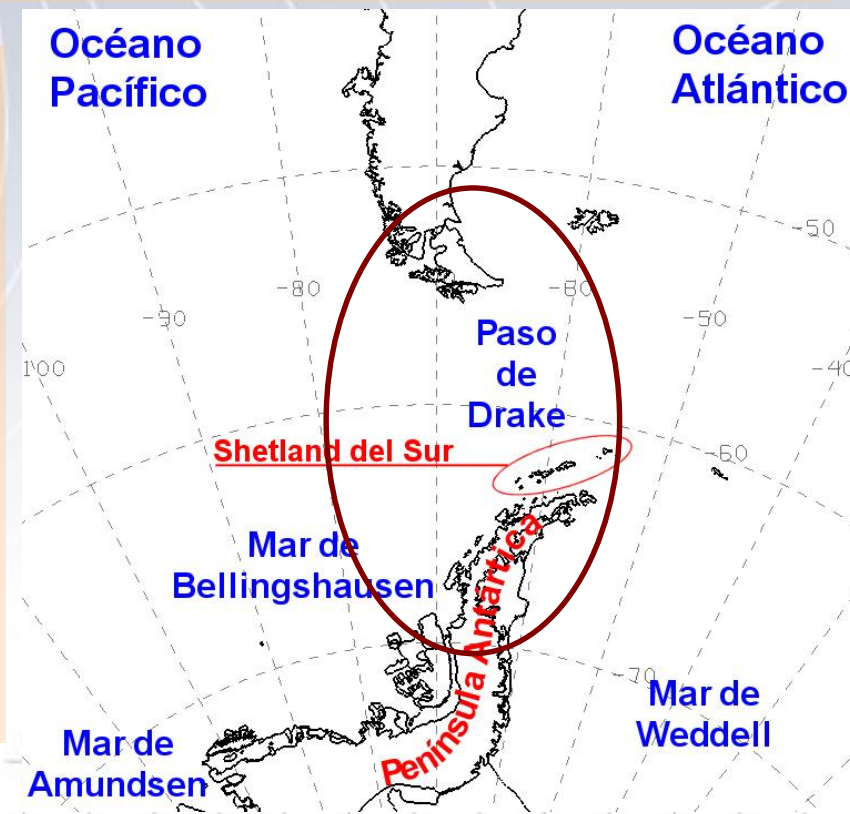 Océano
Pacífico
Océano
Atlántico
-50
-80
-60
-90
-50
100
-40
Paso
de
Drake
Shetland del Sur
-60
Mar de
Bellingshausen
Península Antártica
-70
Mar de
Weddell
Mar de
Amundsen